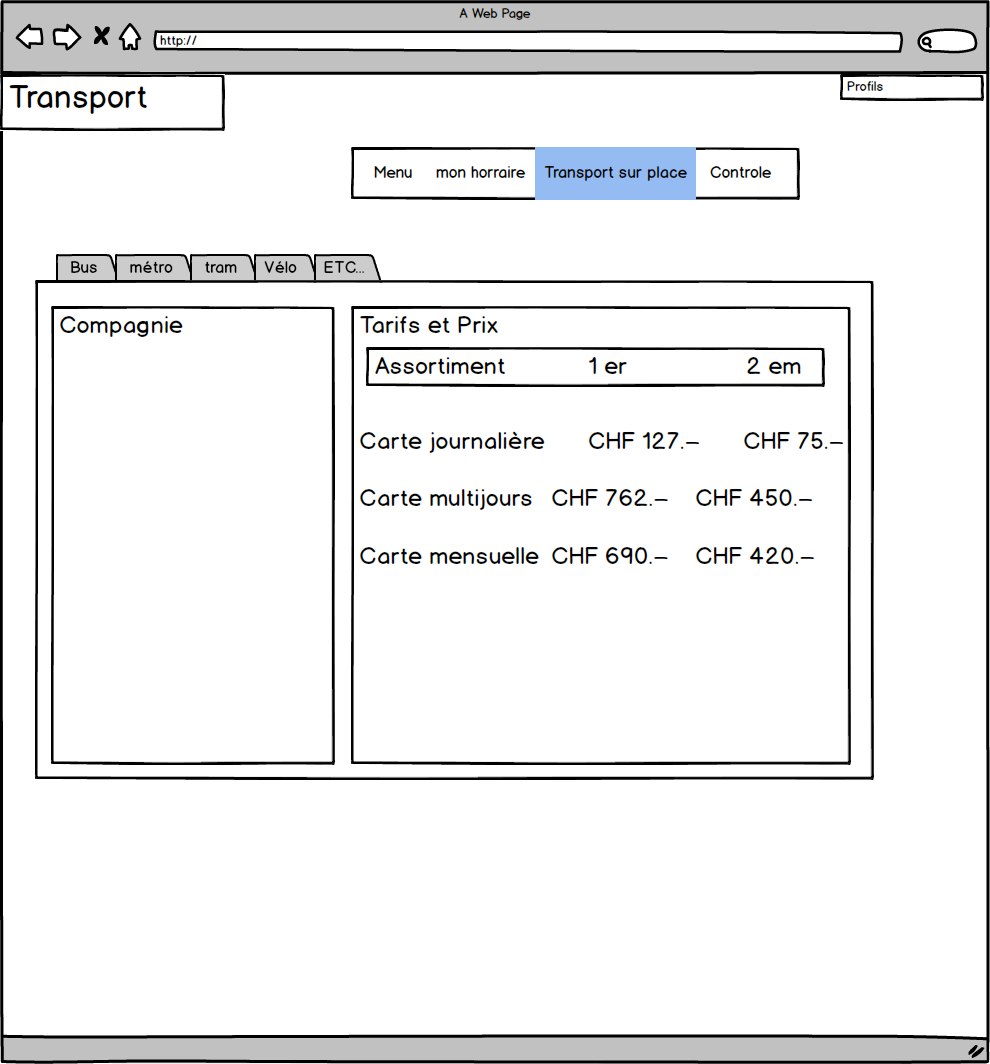 A Web Page
http://
Transport
Profils
Menu mon horraire Transport sur place Controle
Bus métro tram Vélo ETC...
Compagnie
Tarifs et Prix
Assortiment 1 er 2 em
Carte journalière CHF 127.– CHF 75.–
Carte multijours CHF 762.– CHF 450.–
Carte mensuelle CHF 690.– CHF 420.–